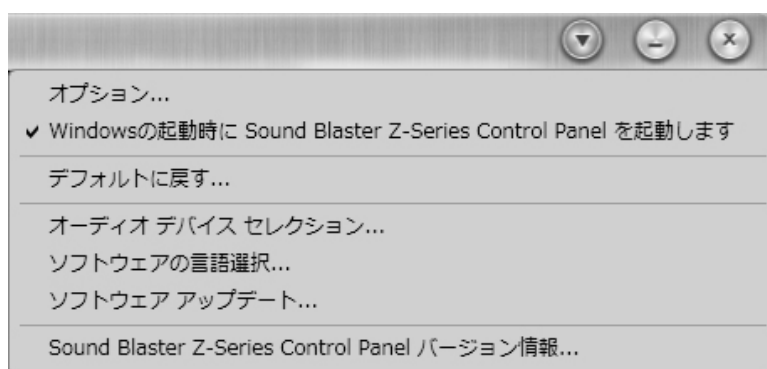 オプション...
Windowsの起動時に Sound Blaster Z-Series Control Panel を起動します
デフォルトに戻す...
オーディオ デバイス セレクション...
ソフトウェアの言語選択...
ソフトウェア アップデート...
Sound Blaster Z-Series Control Panel バージョン情報...